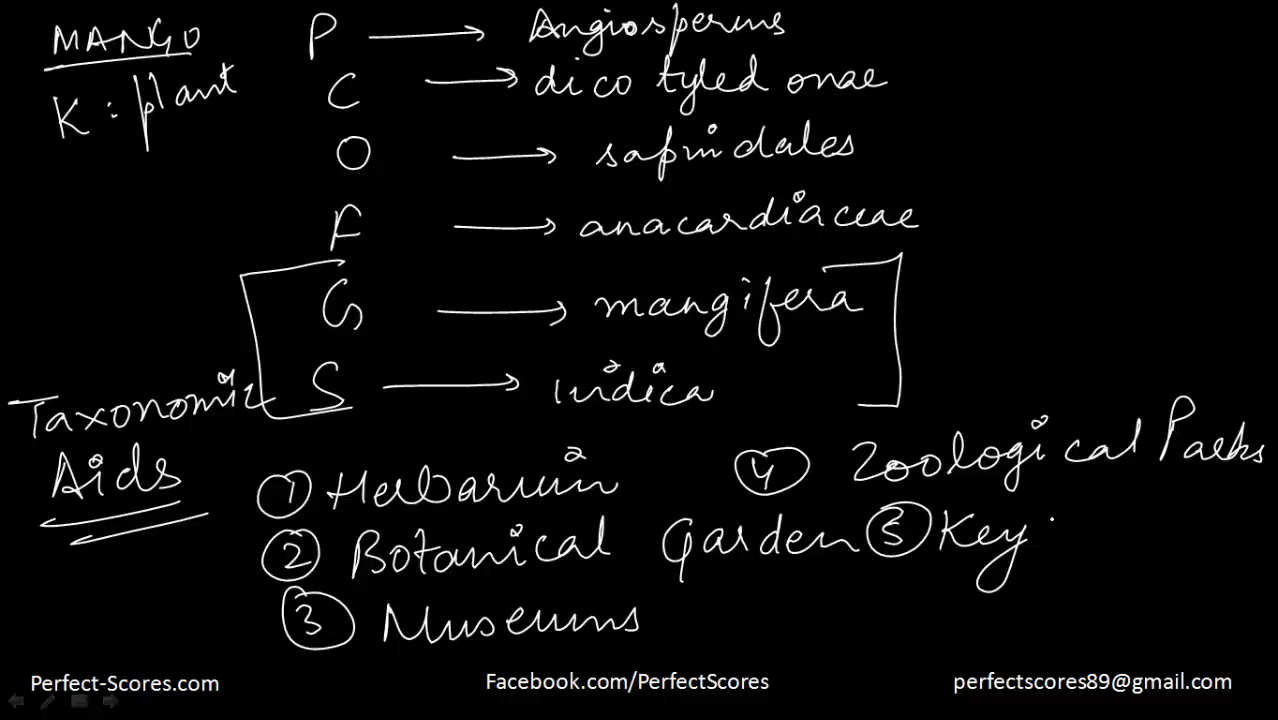 MANGO
K : plant
P → Angiosperms
C → dicotyledonae
O → sapindales
F → anacardiaceae
G → mangifera
S → indica
Taxonomic
Aids
① Herbarium
② Botanical Garden
③ Museums
④ Zoological Parks
⑤ Key
Perfect-Scores.com
Facebook.com/PerfectScores
perfectscores89@gmail.com